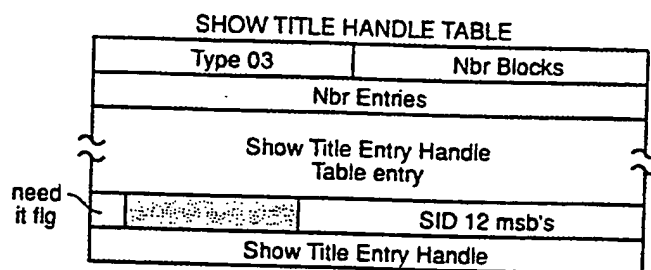 SHOW TITLE HANDLE TABLE
Type 03 Nbr Blocks
Nbr Entries
Show Title Entry Handle
Table entry
need
it flg
SID 12 msb's
Show Title Entry Handle